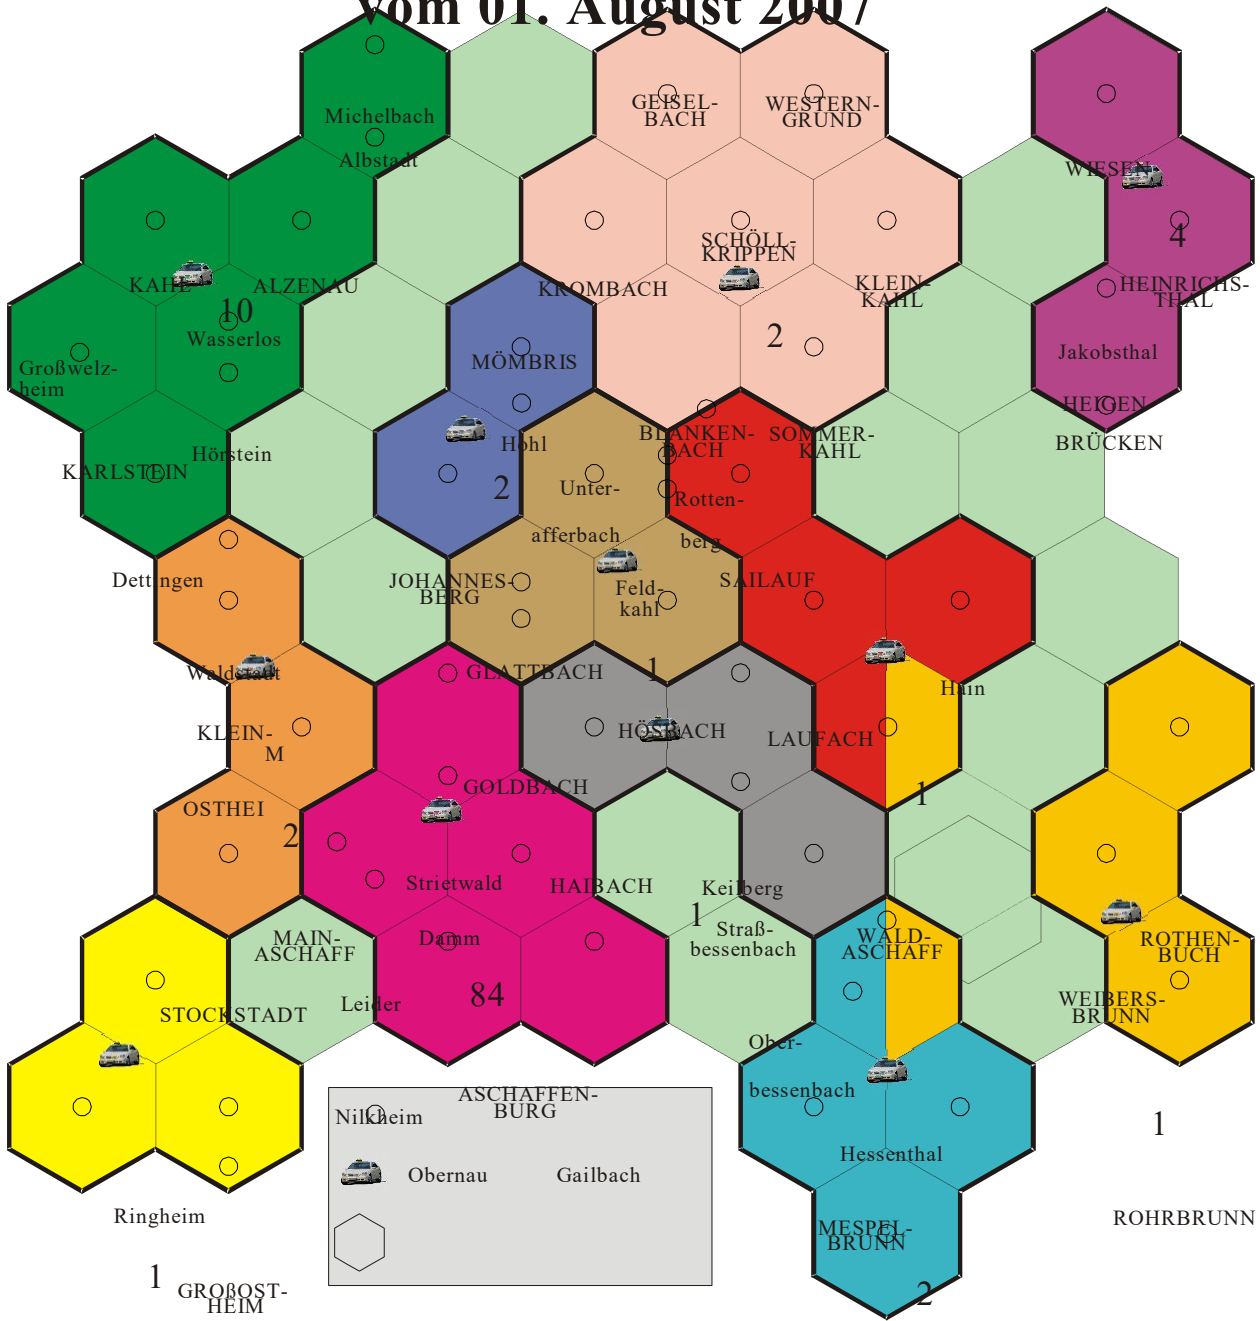 vom 01. August 2007
Michelbach
Albstadt
GEISEL-
BACH
WESTERN-
GRUND
WIESEN
4
KAHL
ALZENAU
10
Wasserlos
SCHÖLL-
KRIPPEN
KROMBACH
KLEIN-
KAHL
HEINRICHS-
THAL
Großwelz-
heim
MÖMBRIS
2
Jakobsthal
HEIGEN
BRÜCKEN
KARLSTEIN
Hörstein
Höhl
2
Unter-
afferbach
BLANKEN-
BACH
SOMMER-
KAHL
Rotten-
berg
Dettingen
JOHANNES-
BERG
Feld-
kahl
SAILAUF
Waldstadt
GLATTBACH
1
Hain
KLEIN-
M
OSTHEI
2
HÖSBACH
LAUFACH
GOLDBACH
1
Strietwald
HAIBACH
Keilberg
1
Straß-
bessenbach
MAIN-
ASCHAFF
Damm
WALD-
ASCHAFF
ROTHEN-
BUCH
STOCKSTADT
Leider
84
WEIBERS-
BRUNN
Ober-
bessenbach
ASCHAFFEN-
BURG
Nilkheim
Obernau
Gailbach
Hessenthal
1
Ringheim
MESPEL-
BRUNN
ROHRBRUNN
1
GROßOST-
HEIM
2